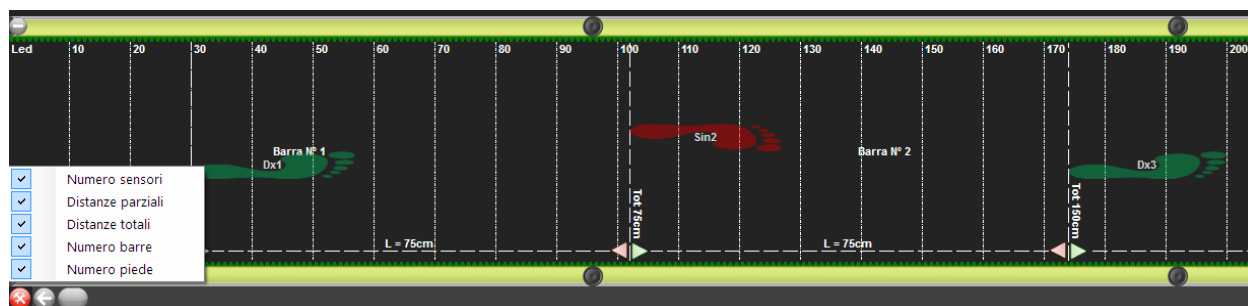 Led 10 20 30 40 50 60 70 80 90 100 110 120 130 140 150 160 170 180 190 200
Sin2
Barra N° 1
Barra N° 2
Dx1
Dx3
Numero sensori
Distanze parziali
Distanze totali
Numero barre
Numero piede
Tot 75cm
Tot 150cm
L = 75cm
L = 75cm